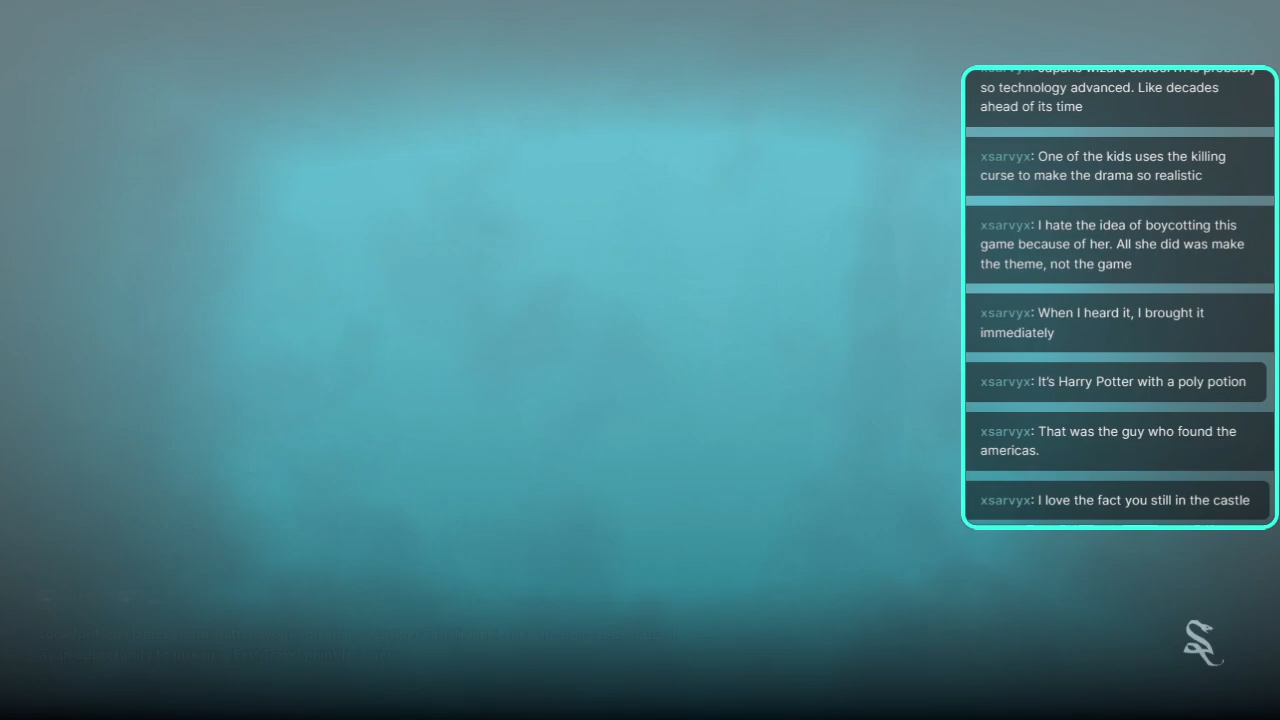 so technology advanced. Like decades
ahead of its time
xsarvyx: One of the kids uses the killing
curse to make the drama so realistic
xsarvyx: I hate the idea of boycotting this
game because of her. All she did was make
the theme, not the game
xsarvyx: When I heard it, I brought it
immediately
xsarvyx: It's Harry Potter with a poly potion
xsarvyx: That was the guy who found the
americas.
xsarvyx: I love the fact you still in the castle